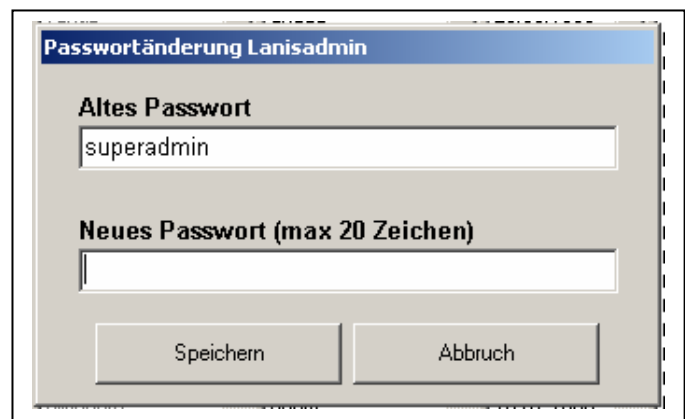 Passwortänderung Lanisadmin
Altes Passwort
superadmin
Neues Passwort (max 20 Zeichen)
Speichern
Abbruch